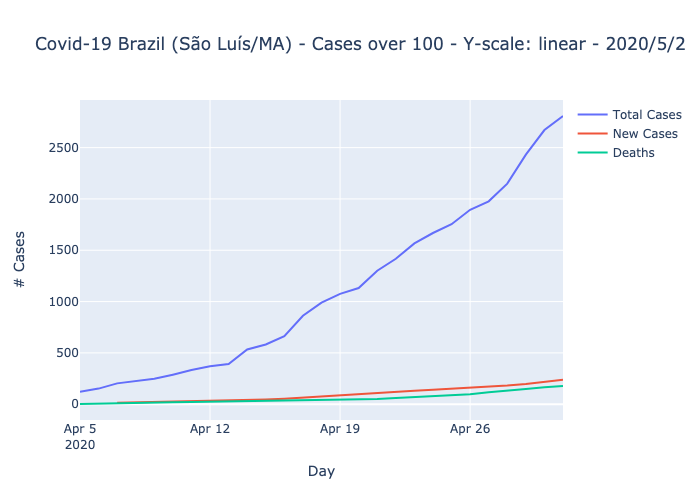 Covid-19 Brazil (São Luís/MA) - Cases over 100 - Y-scale: linear - 2020/5/2
Total Cases
New Cases
Deaths
# Cases
2500
2000
1500
1000
500
0
Apr 5
2020
Apr 12
Apr 19
Apr 26
Day